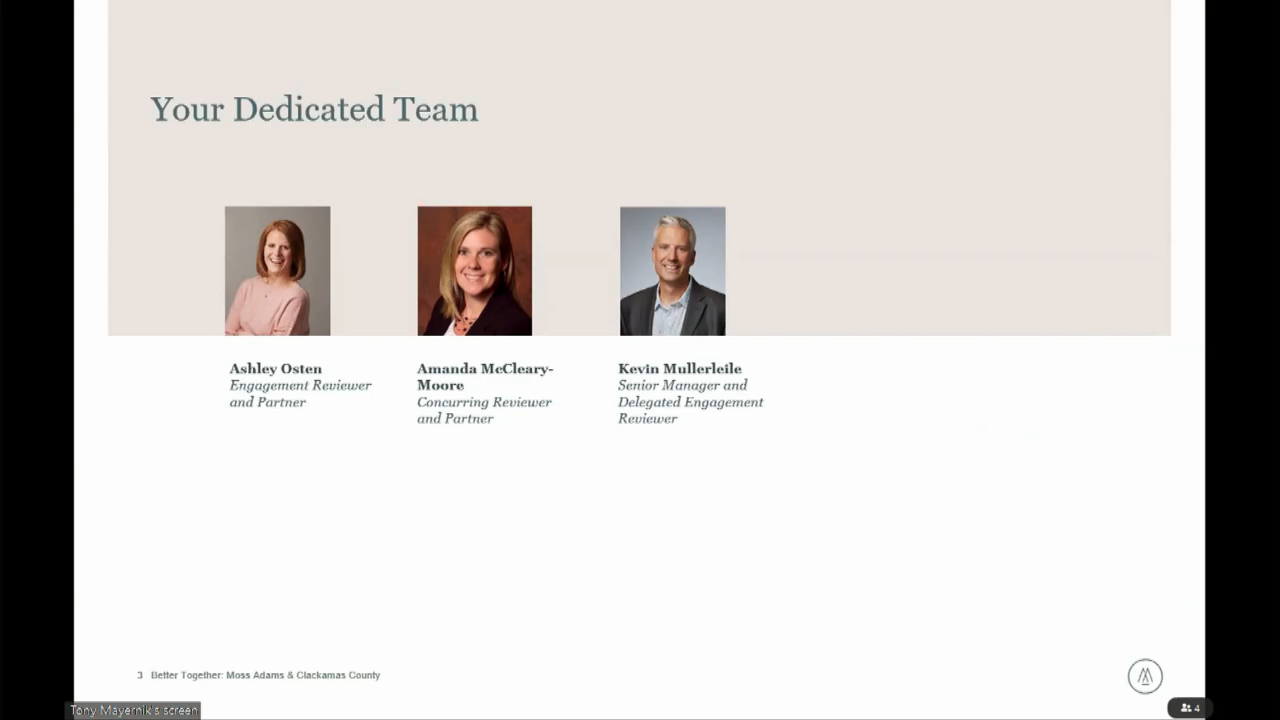 Your Dedicated Team
Ashley Osten
Engagement Reviewer
and Partner
Amanda McCleary-
Moore
Concurring Reviewer
and Partner
Kevin Mullerleile
Senior Manager and
Delegated Engagement
Reviewer
3 Better Together: Moss Adams & Clackamas County
Tony Mayernik's screen
4